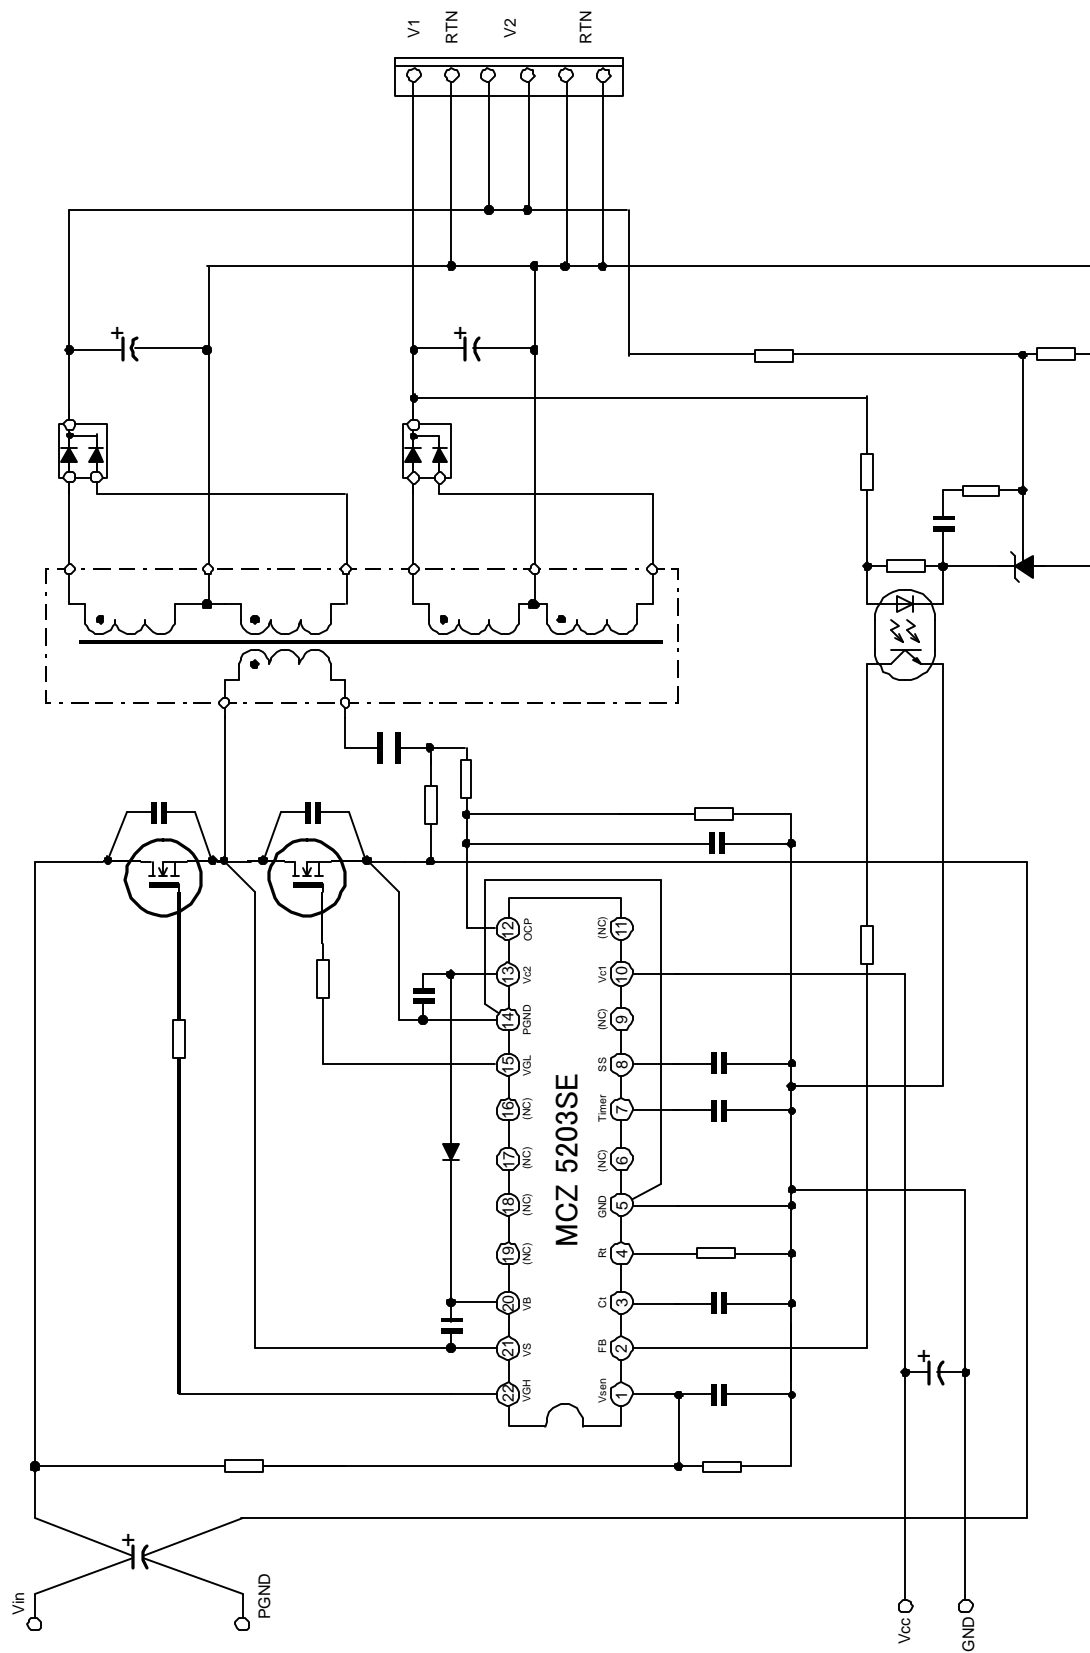 V1
RTN
V2
RTN
+
+
12
OCP
(NC)
11
13
Vc2
Vc1
10
14
PGND
(NC)
9
15
VGL
SS
8
16
(NC)
Timer
7
17
(NC)
(NC)
6
18
(NC)
GND
5
19
(NC)
Rt
4
20
VB
Ct
3
21
VS
FB
2
22
VGH
Vsen
1
MCZ 5203SE
+
+
Vin
PGND
Vcc
GND